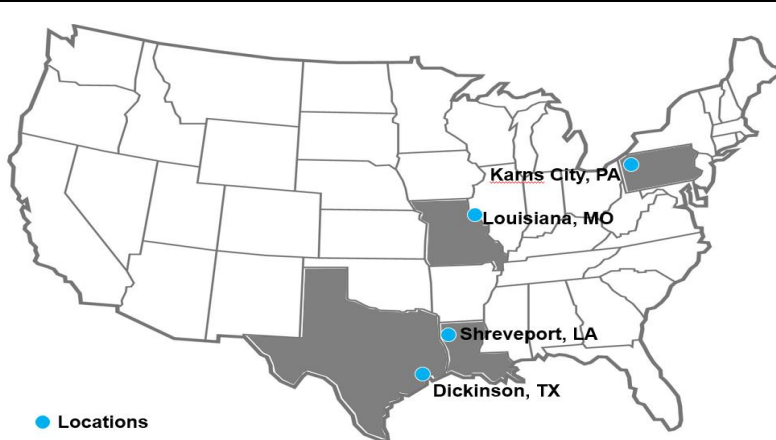 Karns City, PA
Louisiana, MO
Shreveport, LA
Dickinson, TX
Locations